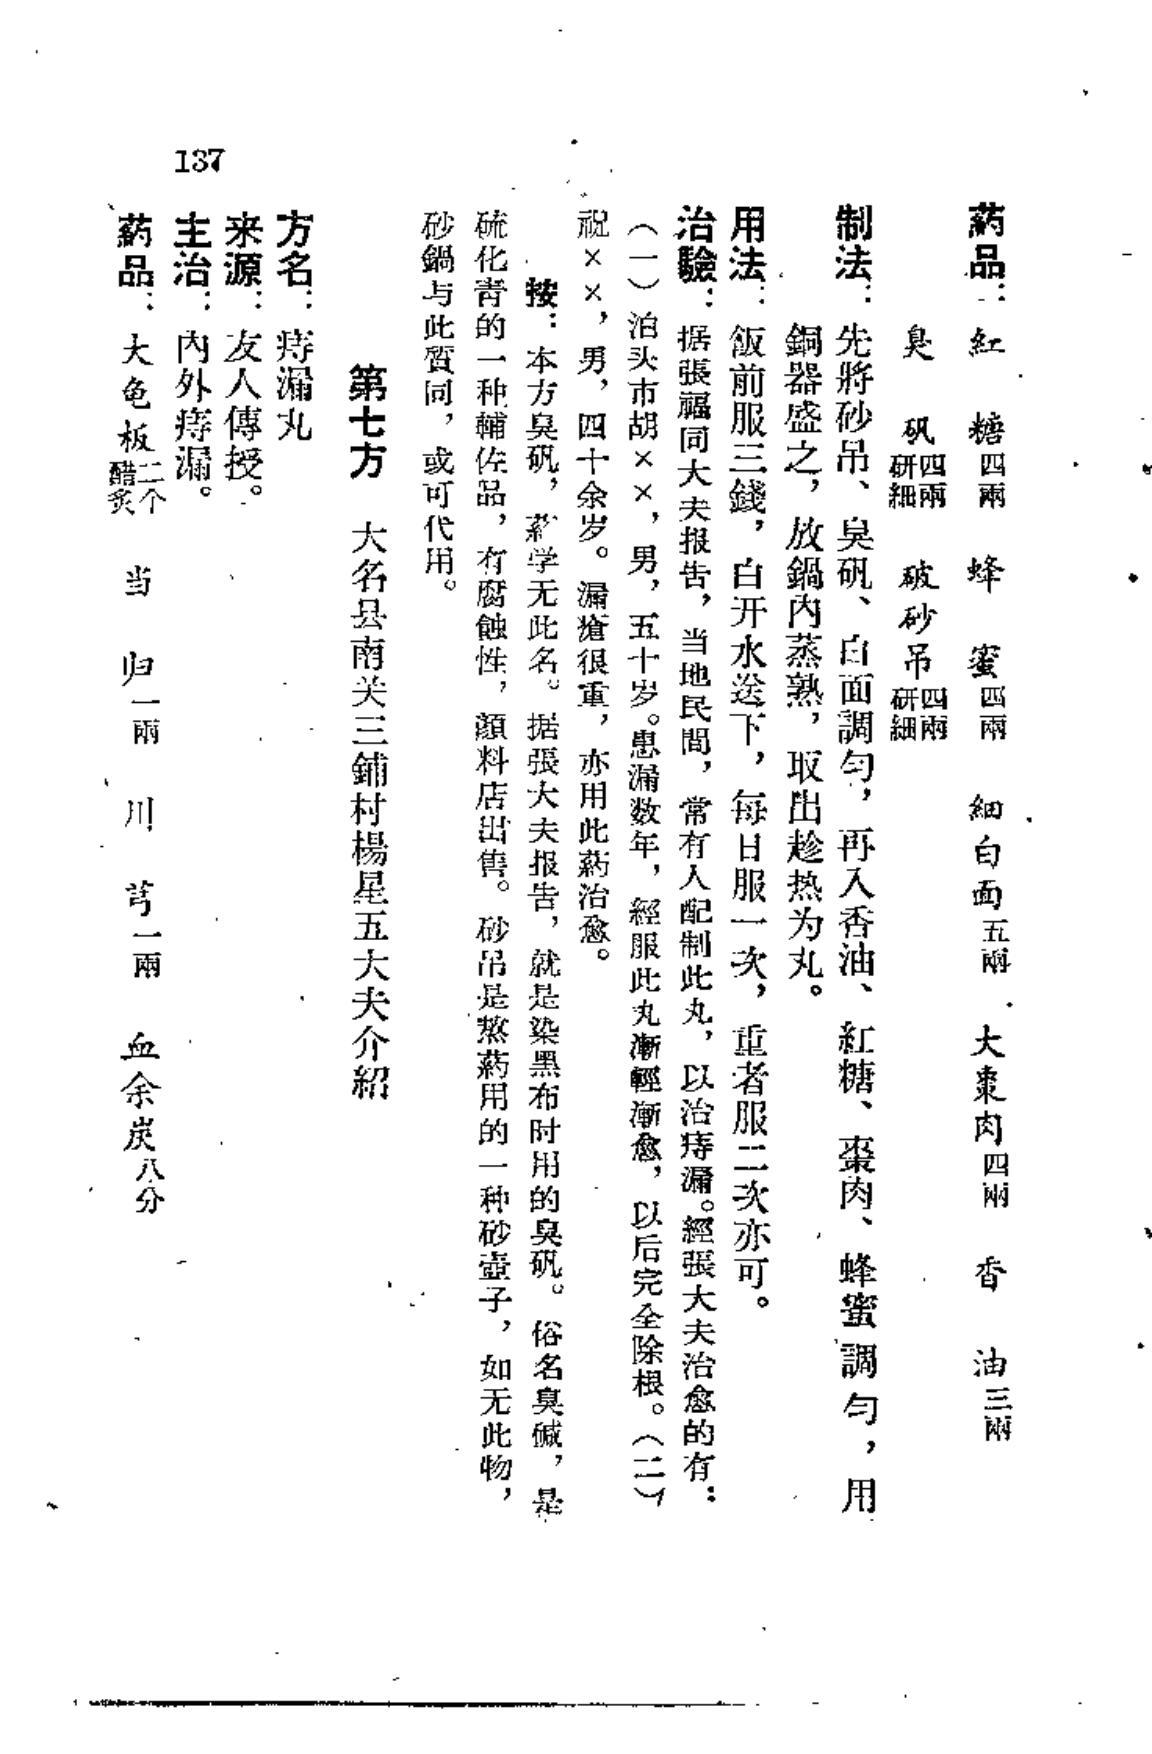 药品：紅　糖四兩　蜂　蜜四兩　細白面五兩　大棗肉四兩　香　油三兩
臭　矾四兩研細　破砂吊四兩研細
制法：先將砂吊、臭矾、白面調匀，再入香油、紅糖、棗肉、蜂蜜調匀，用
銅器盛之，放鍋內蒸熟，取出趁热为丸。
用法：飯前服三錢，白开水送下，每日服一次，重者服二次亦可。
治驗：据張福同大夫报告，当地民間，常有人配制此丸，以治痔漏。經張大夫治愈的有：
（一）泊头市胡××，男，五十岁。患漏数年，經服此丸漸輕漸愈，以后完全除根。（二）
祝××，男，四十余岁。漏瘡很重，亦用此葯治愈。
按：本方臭矾，葯学无此名。据張大夫报告，就是染黑布时用的臭矾。俗名臭碱，是
硫化青的一种輔佐品，有腐蝕性，顏料店出售。砂吊是熬葯用的一种砂壺子，如无此物，
砂鍋与此質同，或可代用。
第七方　大名县南关三鋪村楊星五大夫介紹
方名：痔漏丸
来源：友人傳授。
主治：內外痔漏。
葯品：大龟板二个醋炙　当　归一兩　川　芎一兩　血余炭八分
137